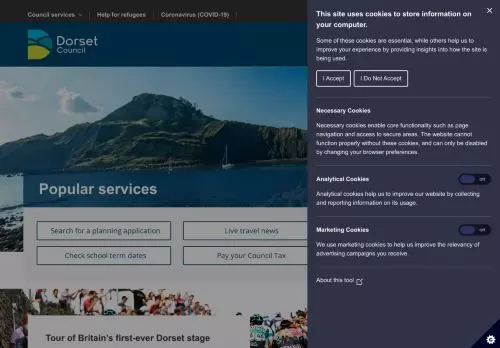 Council services
Help for refugees
Coronavirus (COVID-19)
Dorset
Council
Popular services
Search for a planning application
Live travel news
Check school term dates
Pay your Council Tax
Tour of Britain's first-ever Dorset stage
This site uses cookies to store information on
your computer.
Some of these cookies are essential, while others help us to
improve your experience by providing insights into how the site is
being used.
I Accept
I Do Not Accept
Necessary Cookies
Necessary cookies enable core functionality such as page
navigation and access to secure areas. The website cannot
function properly without these cookies, and can only be disabled
by changing your browser preferences.
Analytical Cookies
Off
Analytical cookies help us to improve our website by collecting
and reporting information on its usage.
Marketing Cookies
Off
We use marketing cookies to help us improve the relevancy of
advertising campaigns you receive.
About this tool